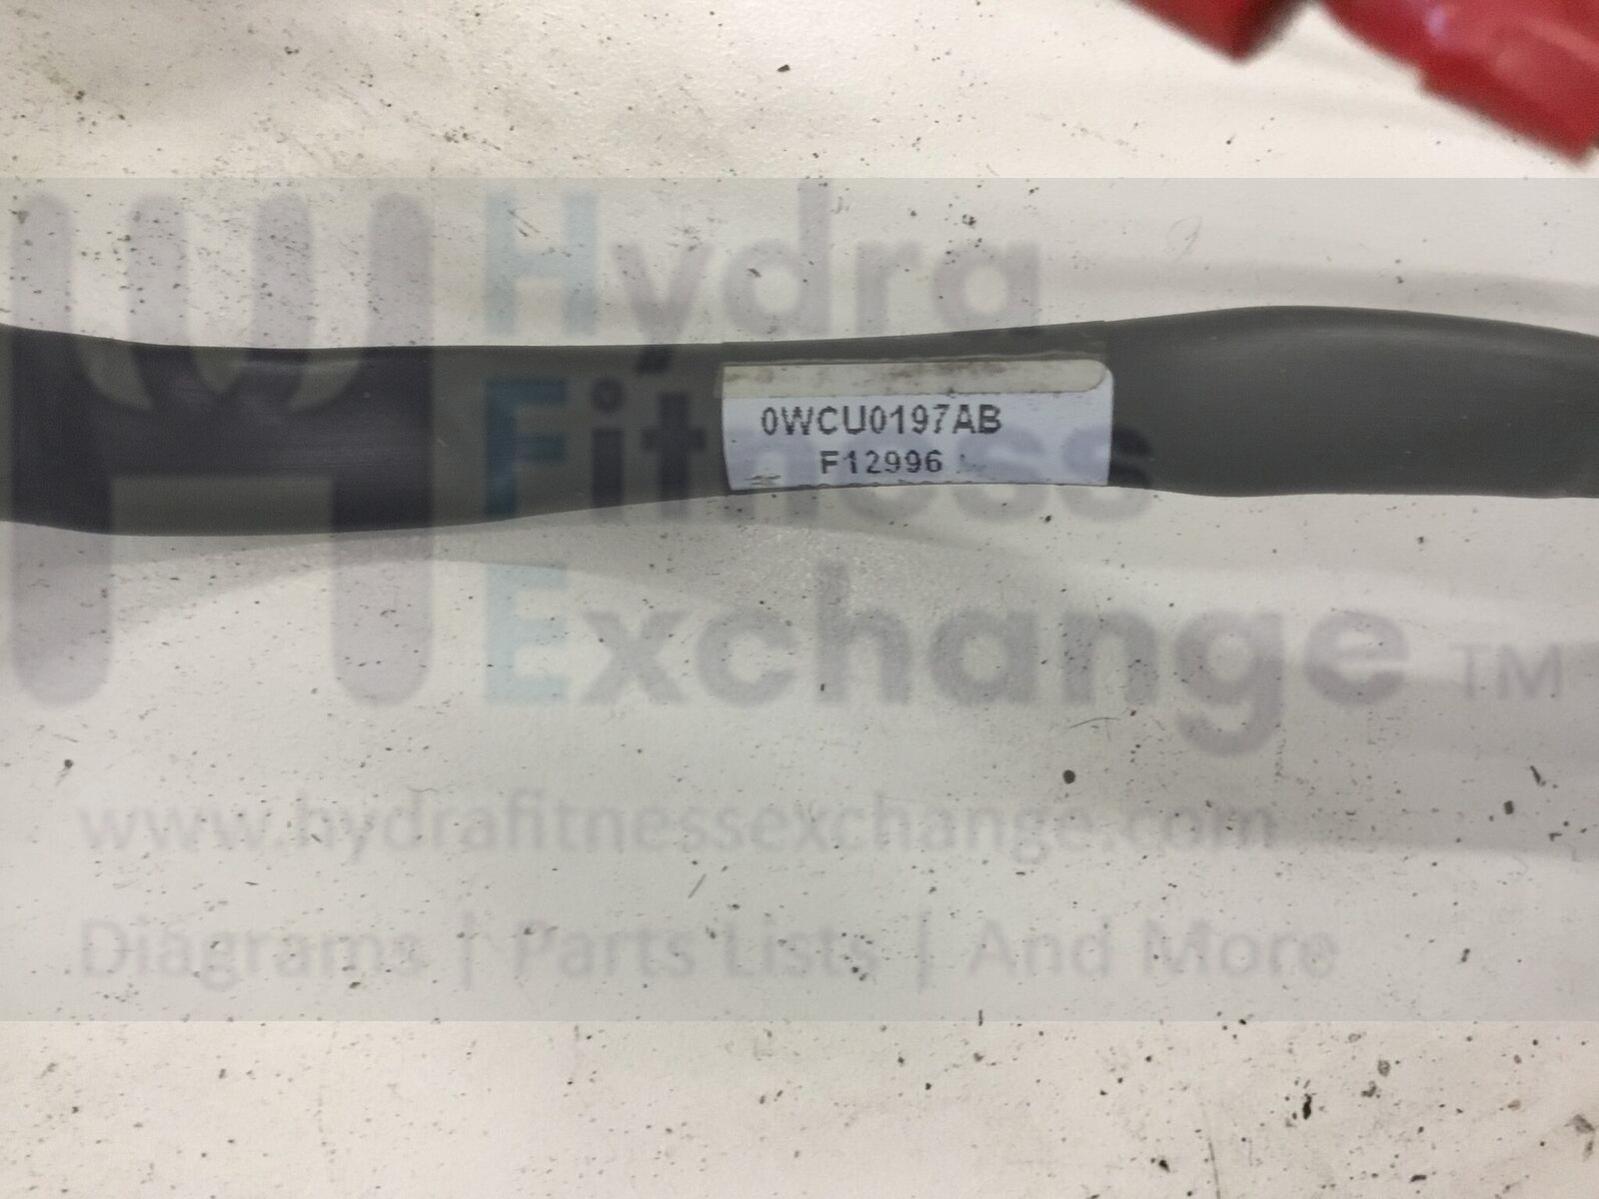 Hydra
Fitness
0WCU0197AB
F12996
Exchange TM
www.hydrafitnessexchange.com
Diagrams | Parts Lists | And More